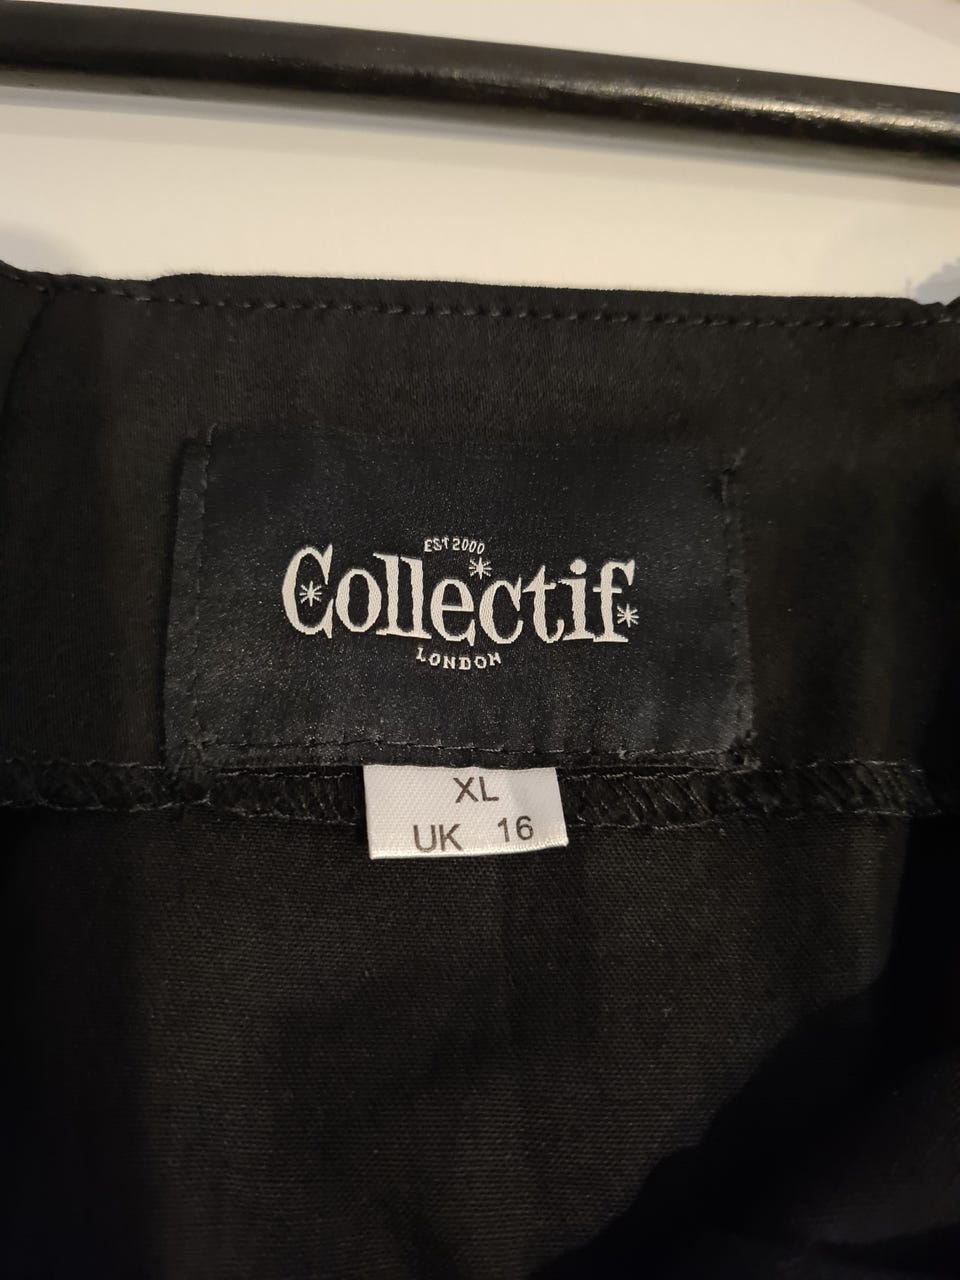 EST 2000
Collectif
LONDON
XL
UK 16